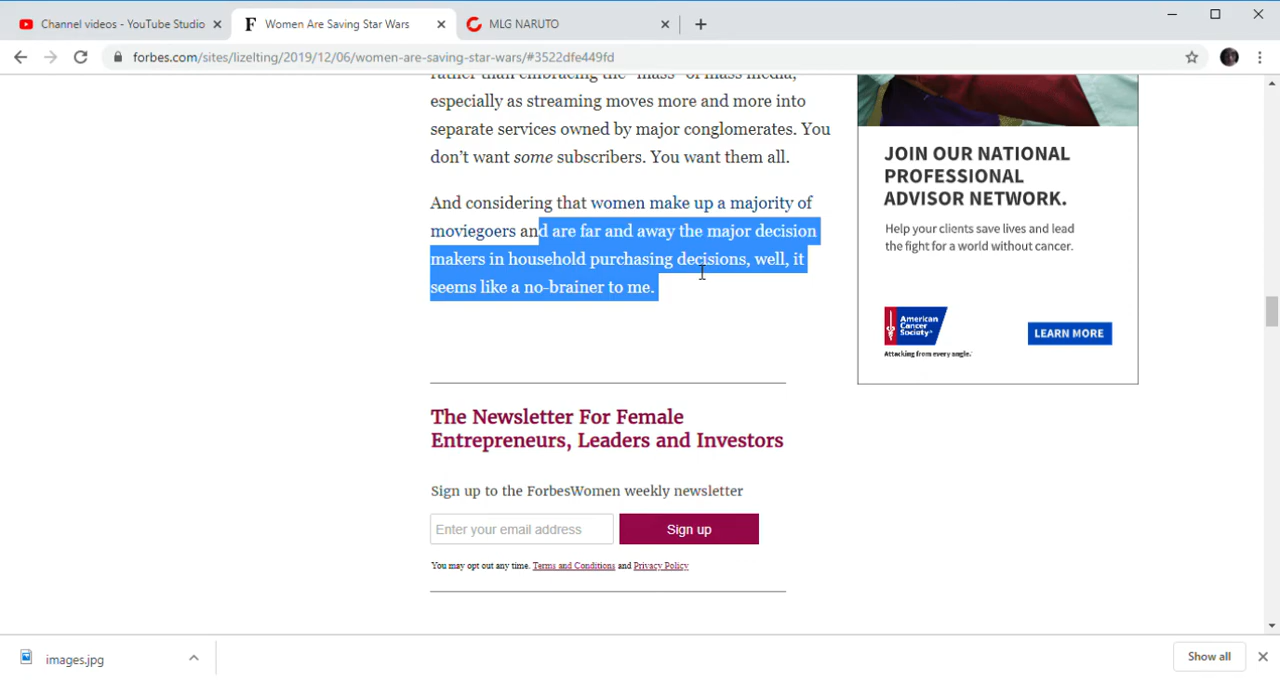 Channel videos - YouTube Studio
Women Are Saving Star Wars
MLG NARUTO
forbes.com/sites/lizelting/2019/12/06/women-are-saving-star-wars/#3522dfe449fd
rather than embracing the "mass" of mass media,
especially as streaming moves more and more into
separate services owned by major conglomerates. You
don't want some subscribers. You want them all.
And considering that women make up a majority of
moviegoers and are far and away the major decision
makers in household purchasing decisions, well, it
seems like a no-brainer to me.
JOIN OUR NATIONAL
PROFESSIONAL
ADVISOR NETWORK.
Help your clients save lives and lead
the fight for a world without cancer.
American
Cancer
Society
Attacking from every angle.
LEARN MORE
The Newsletter For Female
Entrepreneurs, Leaders and Investors
Sign up to the ForbesWomen weekly newsletter
Enter your email address
Sign up
You may opt out any time. Terms and Conditions and Privacy Policy
images.jpg
Show all